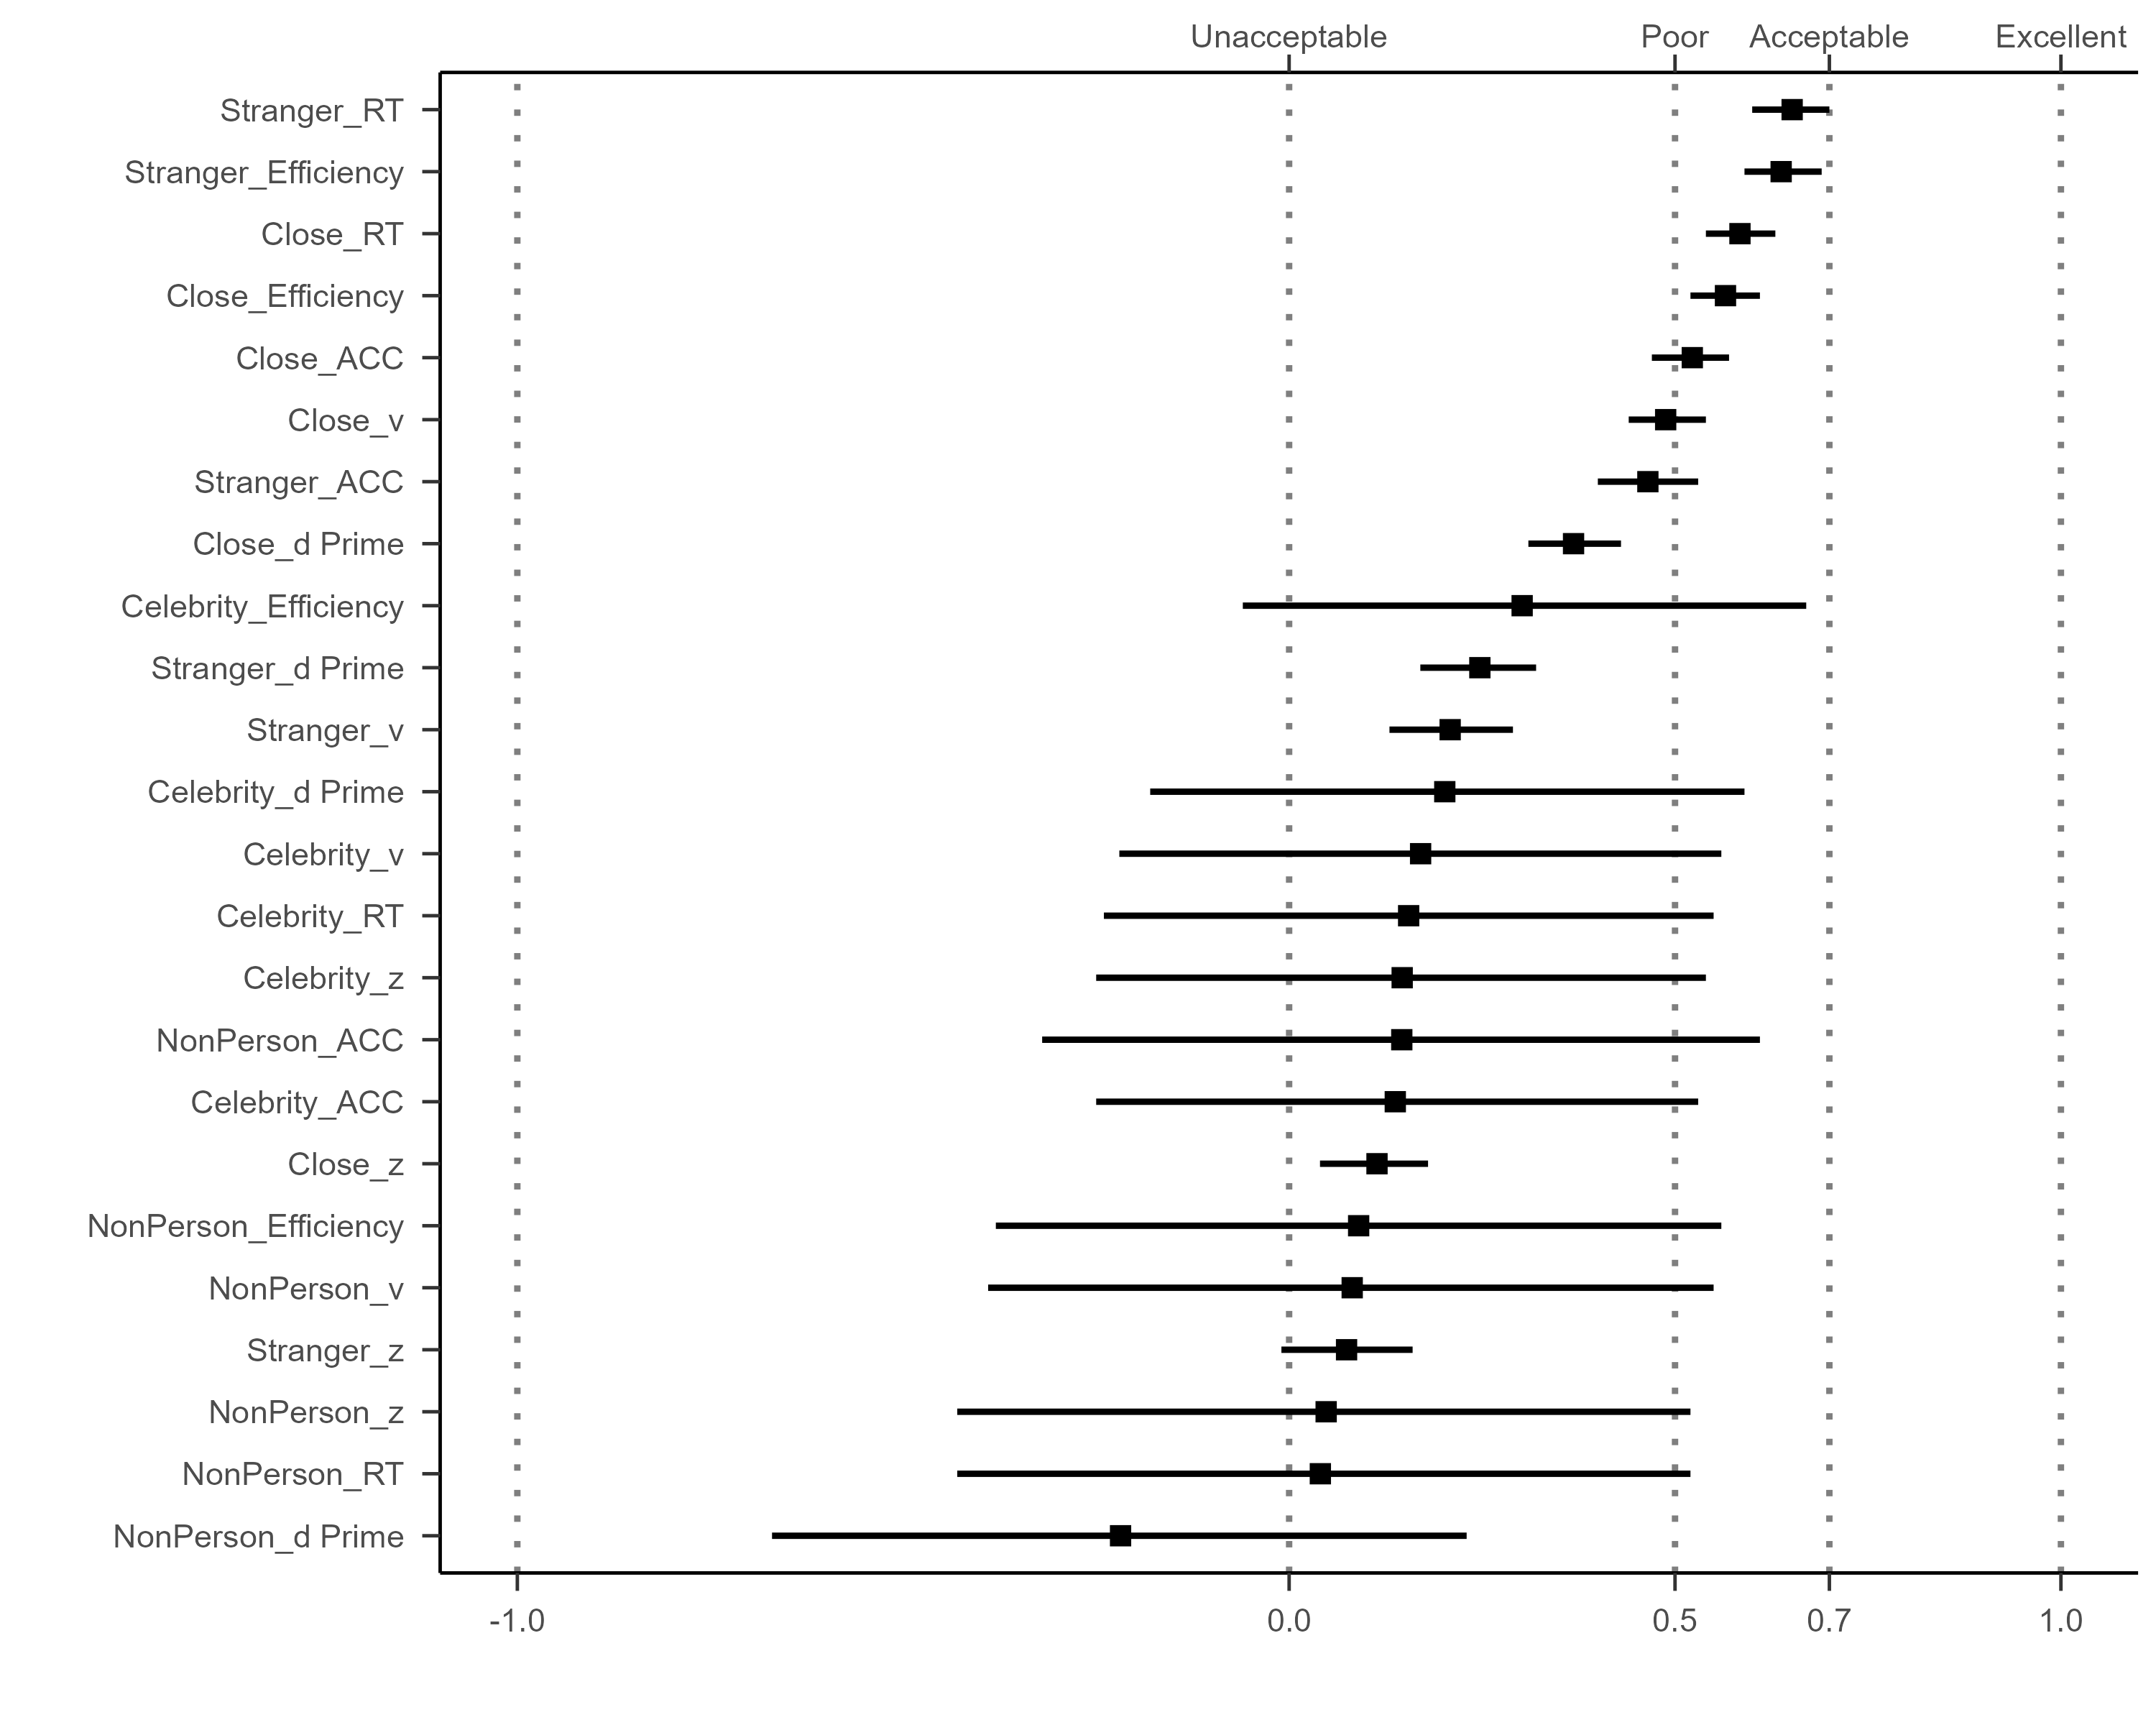 Unacceptable Poor Acceptable Excellent
Stranger_RT
Stranger_Efficiency
Close_RT
Close_Efficiency
Close_ACC
Close_v
Stranger_ACC
Close_d Prime
Celebrity_Efficiency
Stranger_d Prime
Stranger_v
Celebrity_d Prime
Celebrity_v
Celebrity_RT
Celebrity_z
NonPerson_ACC
Celebrity_ACC
Close_z
NonPerson_Efficiency
NonPerson_v
Stranger_z
NonPerson_z
NonPerson_RT
NonPerson_d Prime
-1.0 0.0 0.5 0.7 1.0